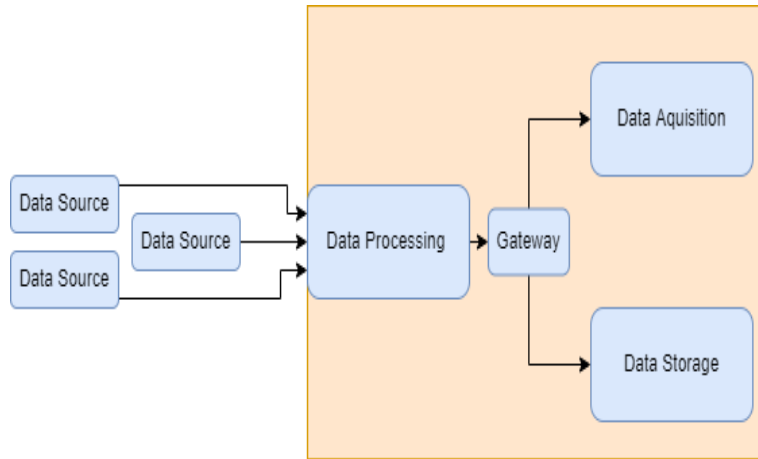 Data Source
Data Source
Data Source
Data Processing
Gateway
Data Aquisition
Data Storage